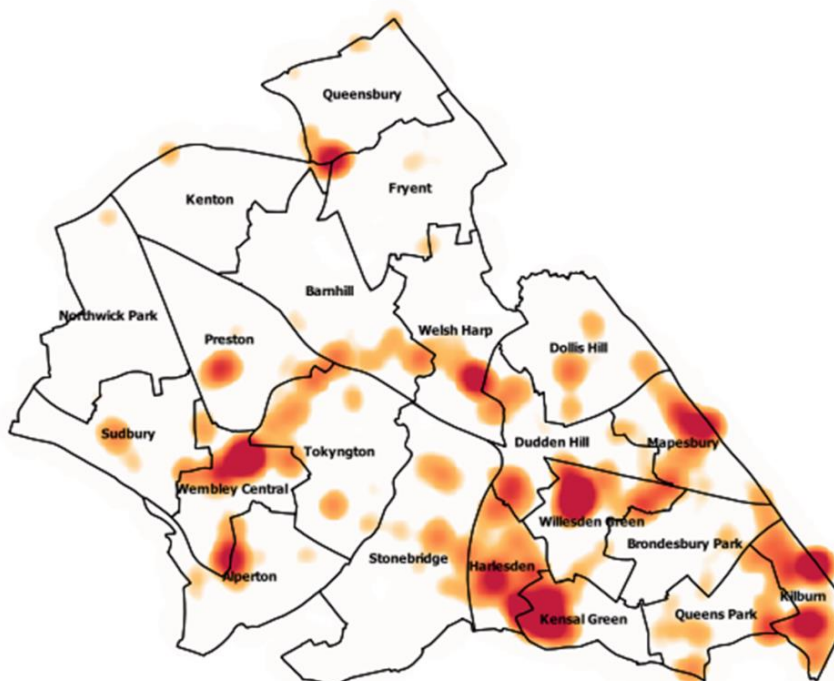 Queensbury
Fryent
Kenton
Barnhill
Northwick Park
Welsh Harp
Preston
Dollis Hill
Sudbury
Dudden Hill
Mapesbury
Tokyngton
Wembley Central
Willesden Green
Brondesbury Park
Stonebridge
Harlesden
Alperton
Kilburn
Kensal Green
Queens Park